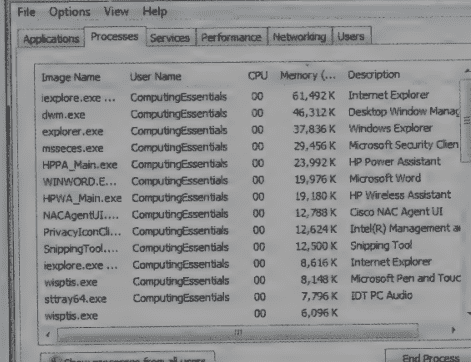 File Options View Help
Applications Processes Services Performance Networking Users
Image Name User Name CPU Memory (... Description
iexplore.exe ... ComputingEssentials 00 61,492 K Internet Explorer
dwm.exe ComputingEssentials 00 46,312 K Desktop Window Manag
explorer.exe ComputingEssentials 00 37,836 K Windows Explorer
msseces.exe ComputingEssentials 00 29,456 K Microsoft Security Clien
HPPA_Main.exe ComputingEssentials 00 23,992 K HP Power Assistant
WINWORD.E... ComputingEssentials 00 19,976 K Microsoft Word
HPWA_Main.exe ComputingEssentials 00 19,180 K HP Wireless Assistant
NACAgentUI.... ComputingEssentials 00 12,788 K Cisco NAC Agent UI
PrivacyIconCli... ComputingEssentials 00 12,624 K Intel(R) Management a
SnippingTool.... ComputingEssentials 00 12,500 K Snipping Tool
iexplore.exe ... ComputingEssentials 00 8,616 K Internet Explorer
wisptis.exe ComputingEssentials 00 8,148 K Microsoft Pen and Touc
sttray64.exe ComputingEssentials 00 7,796 K IDT PC Audio
wisptis.exe 00 6,096 K
Show processes from all users End Process